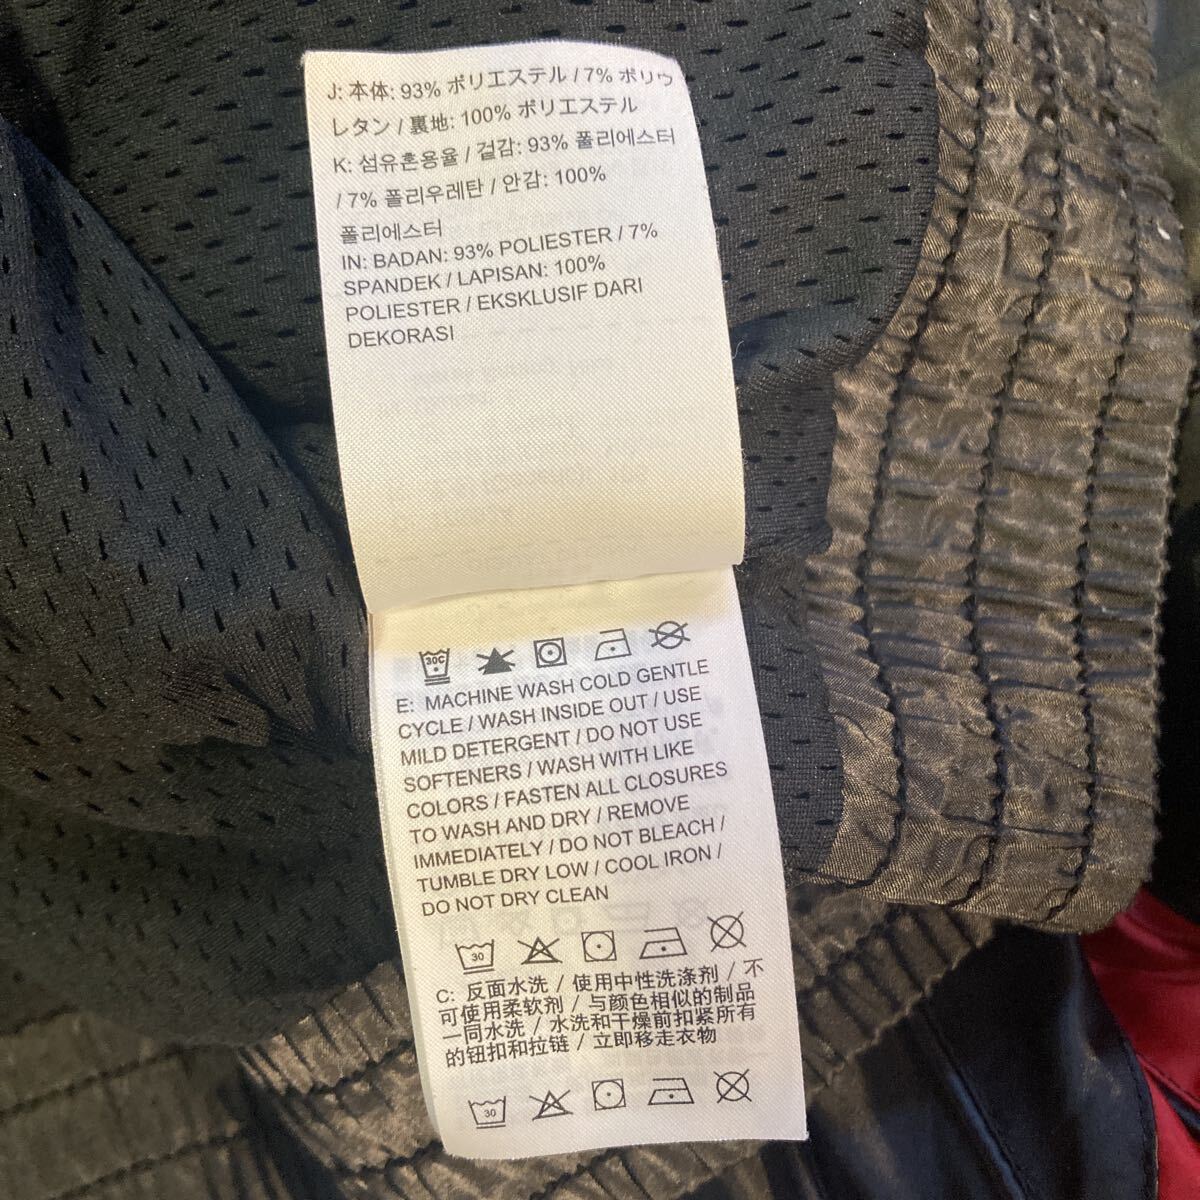 J: 本体: 93% ポリエステル / 7% ポリウ
レタン / 裏地: 100% ポリエステル
K: 섬유혼용율 / 겉감: 93% 폴리에스터
/ 7% 폴리우레탄 / 안감: 100%
폴리에스터
IN: BADAN: 93% POLIESTER / 7%
SPANDEK / LAPISAN: 100%
POLIESTER / EKSKLUSIF DARI
DEKORASI
30C
E: MACHINE WASH COLD GENTLE
CYCLE / WASH INSIDE OUT / USE
MILD DETERGENT / DO NOT USE
SOFTENERS / WASH WITH LIKE
COLORS / FASTEN ALL CLOSURES
TO WASH AND DRY / REMOVE
IMMEDIATELY / DO NOT BLEACH /
TUMBLE DRY LOW / COOL IRON /
DO NOT DRY CLEAN
30
C: 反面水洗 / 使用中性洗涤剂 / 不
可使用柔软剂 / 与颜色相似的制品
一同水洗 / 水洗和干燥前扣紧所有
的钮扣和拉链 / 立即移走衣物
30